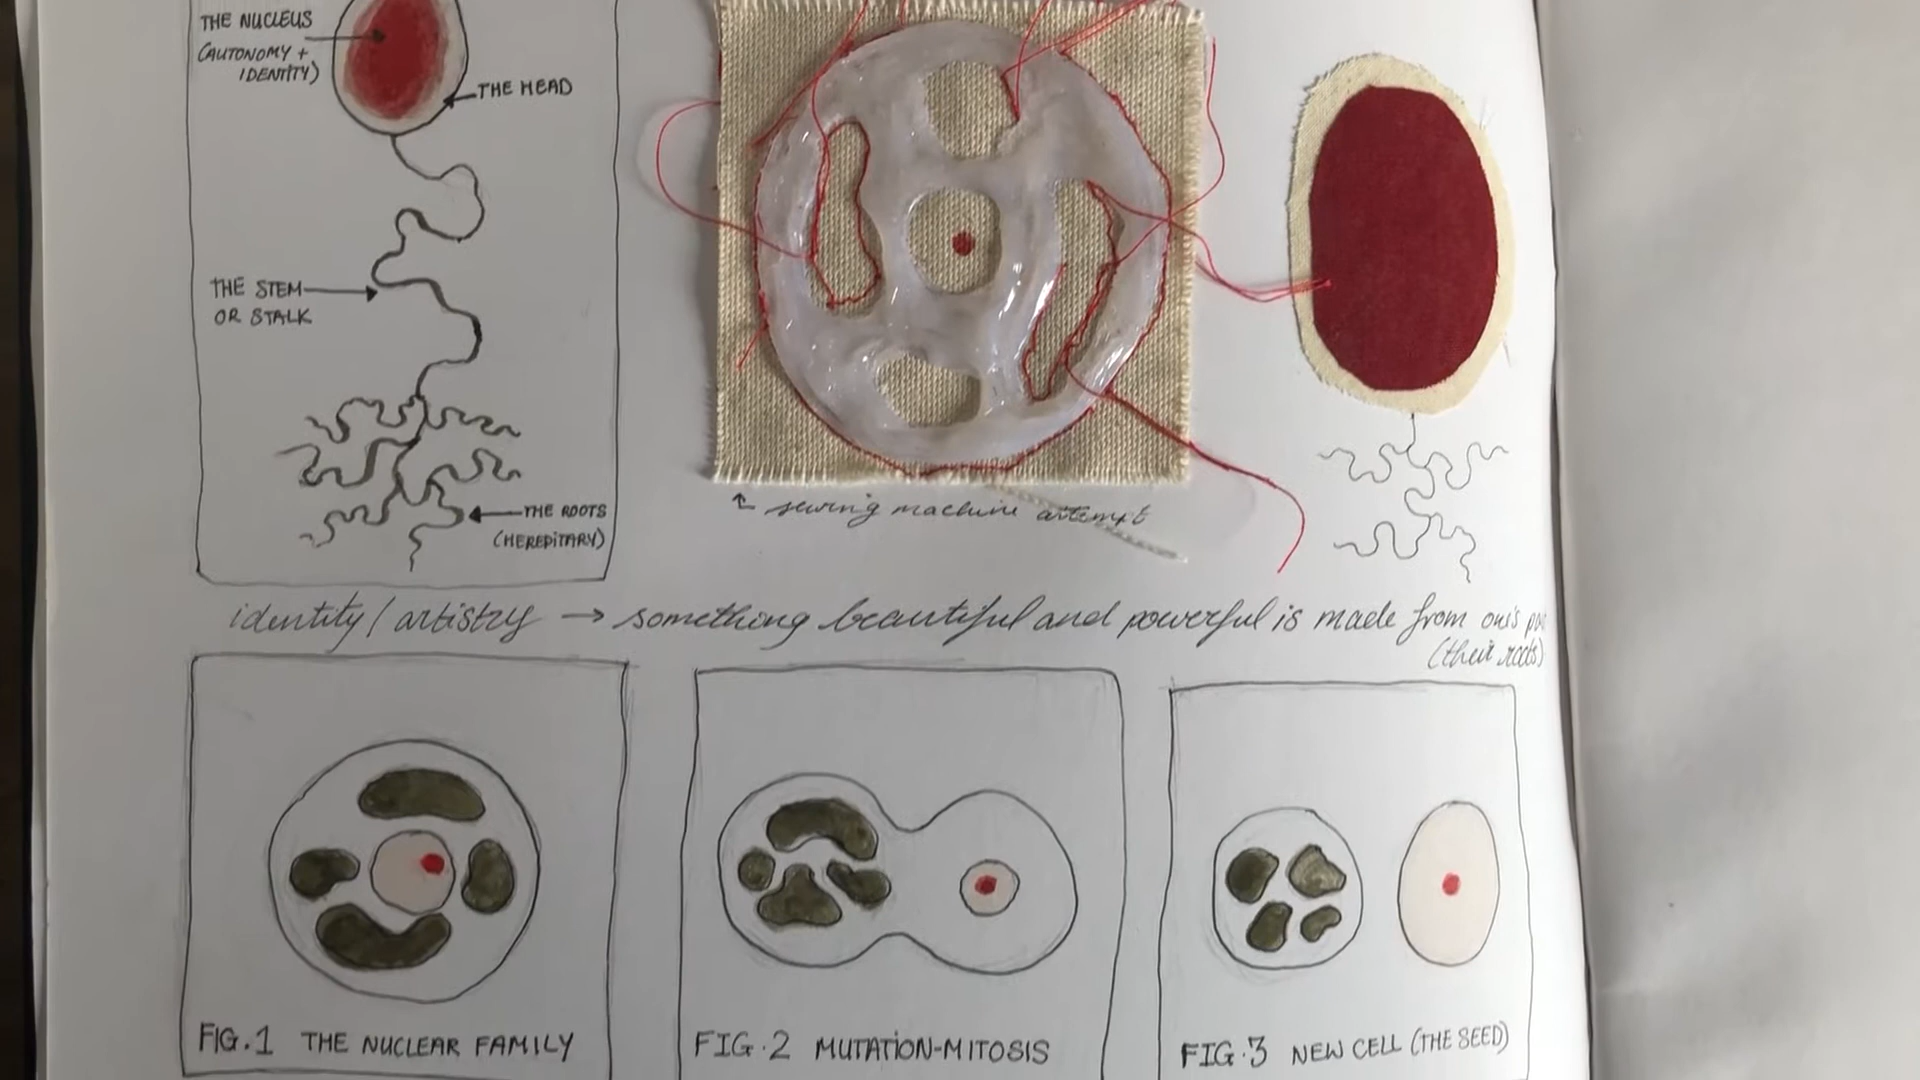 THE NUCLEUS
(AUTONOMY +
IDENTITY)
THE HEAD
THE STEM
OR STALK
THE ROOTS
(HEREDITARY)
sewing machine attempt
identity / artistry → something beautiful and powerful is made from
(their roots)
FIG.1 THE NUCLEAR FAMILY
FIG.2 MUTATION-MITOSIS
FIG.3 NEW CELL (THE SEED)